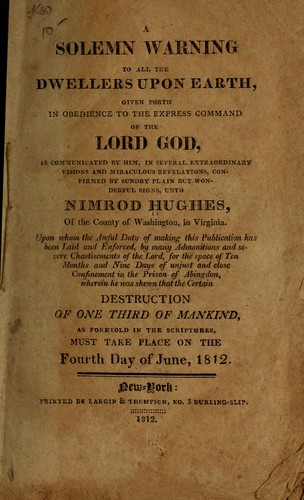 A
SOLEMN WARNING
TO ALL THE
DWELLERS UPON EARTH,
GIVEN FORTH
IN OBEDIENCE TO THE EXPRESS COMMAND
OF THE
LORD GOD,
AS COMMUNICATED BY HIM, IN SEVERAL EXTRAORDINARY
VISIONS AND MIRACULOUS REVELATIONS, CON-
FIRMED BY SUNDRY PLAIN BUT WON-
DERFUL SIGNS, UNTO
NIMROD HUGHES,
Of the County of Washington, in Virginia.
Upon whom the Awful Duty of making this Publication has
been Laid and Enforced, by many Admonitions and se-
vere Chastisements of the Lord, for the space of Ten
Months and Nine Days of unjust and close
Confinement in the Prison of Abingdon,
wherein he was shewn that the Certain
DESTRUCTION
OF ONE THIRD OF MANKIND,
AS FORETOLD IN THE SCRIPTURES,
MUST TAKE PLACE ON THE
Fourth Day of June, 1812.
New-York:
PRINTED BY LARGIN & THOMPSON, NO. 5 BURLING-SLIP.
1812.